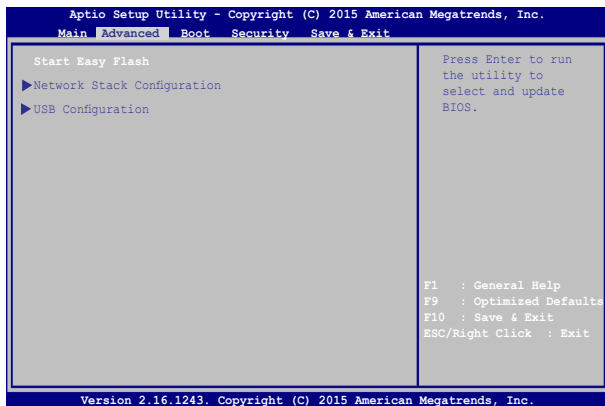 Aptio Setup Utility - Copyright (C) 2015 American Megatrends, Inc.
Main Advanced Boot Security Save & Exit
Start Easy Flash
Network Stack Configuration
USB Configuration
Press Enter to run
the utility to
select and update
BIOS.
F1 : General Help
F9 : Optimized Defaults
F10 : Save & Exit
ESC/Right Click : Exit
Version 2.16.1243. Copyright (C) 2015 American Megatrends, Inc.